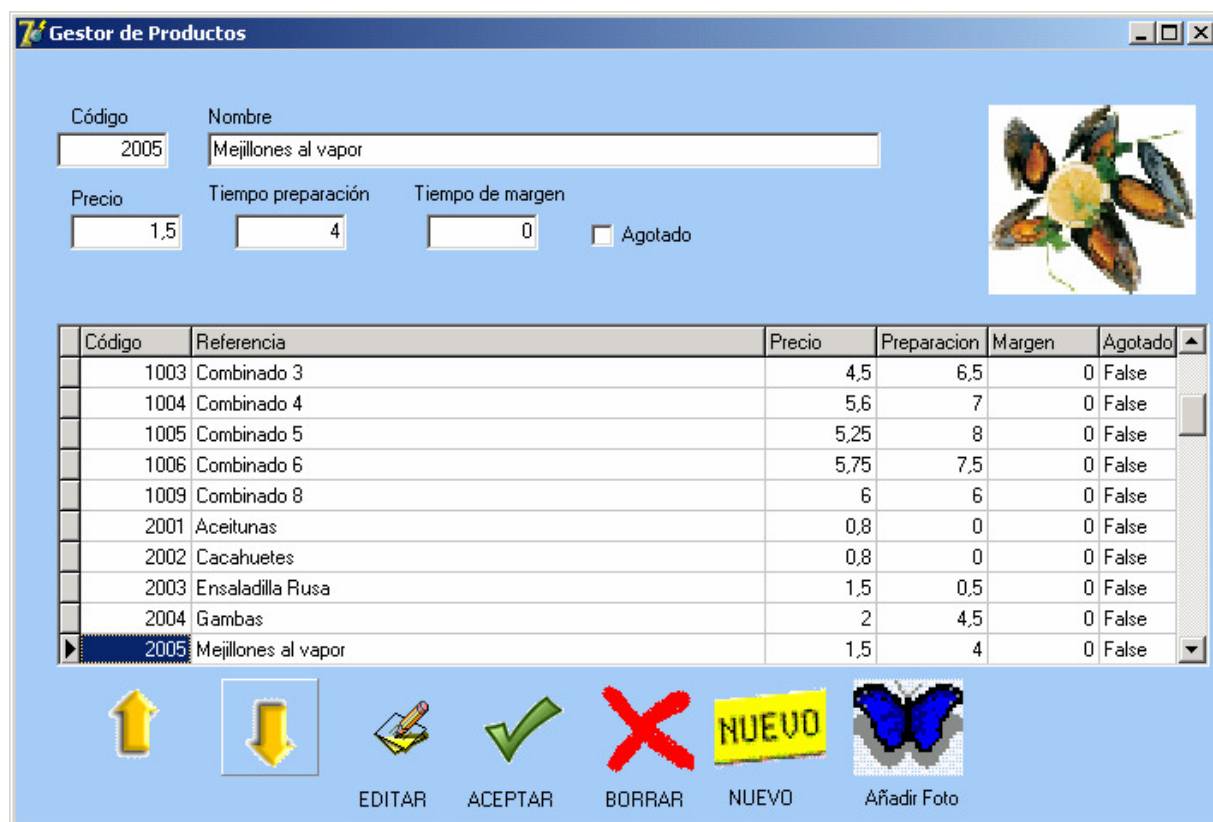 Gestor de Productos
Código Nombre
2005 Mejillones al vapor
Precio Tiempo preparación Tiempo de margen
1,5 4 0 Agotado
Código Referencia Precio Preparacion Margen Agotado
1003 Combinado 3 4,5 6,5 0 False
1004 Combinado 4 5,6 7 0 False
1005 Combinado 5 5,25 8 0 False
1006 Combinado 6 5,75 7,5 0 False
1009 Combinado 8 6 6 0 False
2001 Aceitunas 0,8 0 0 False
2002 Cacahuetes 0,8 0 0 False
2003 Ensaladilla Rusa 1,5 0,5 0 False
2004 Gambas 2 4,5 0 False
2005 Mejillones al vapor 1,5 4 0 False
NUEVO
EDITAR ACEPTAR BORRAR NUEVO Añadir Foto